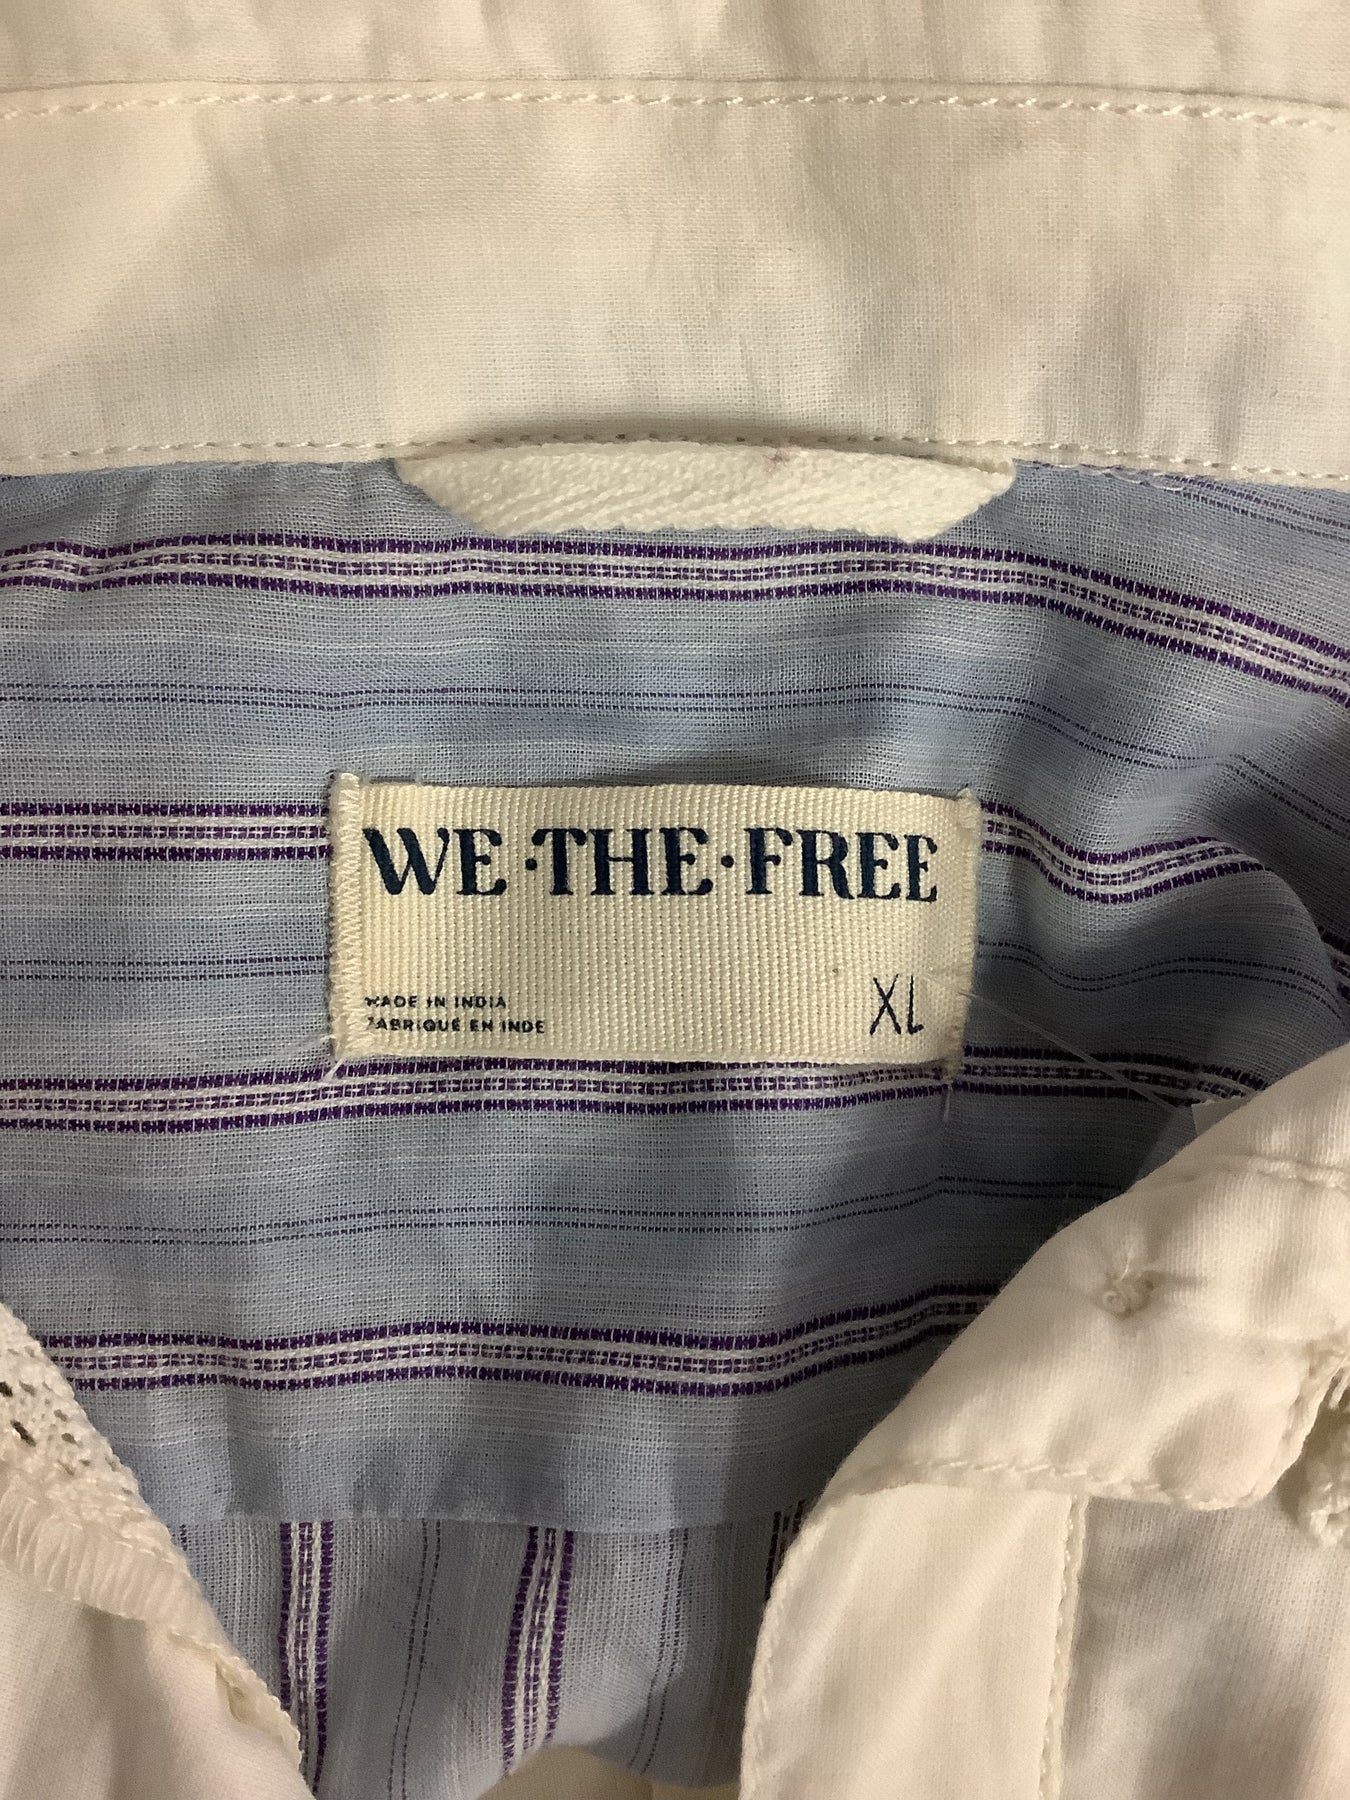 WE·THE·FREE
MADE IN INDIA
FABRIQUÉ EN INDE
XL